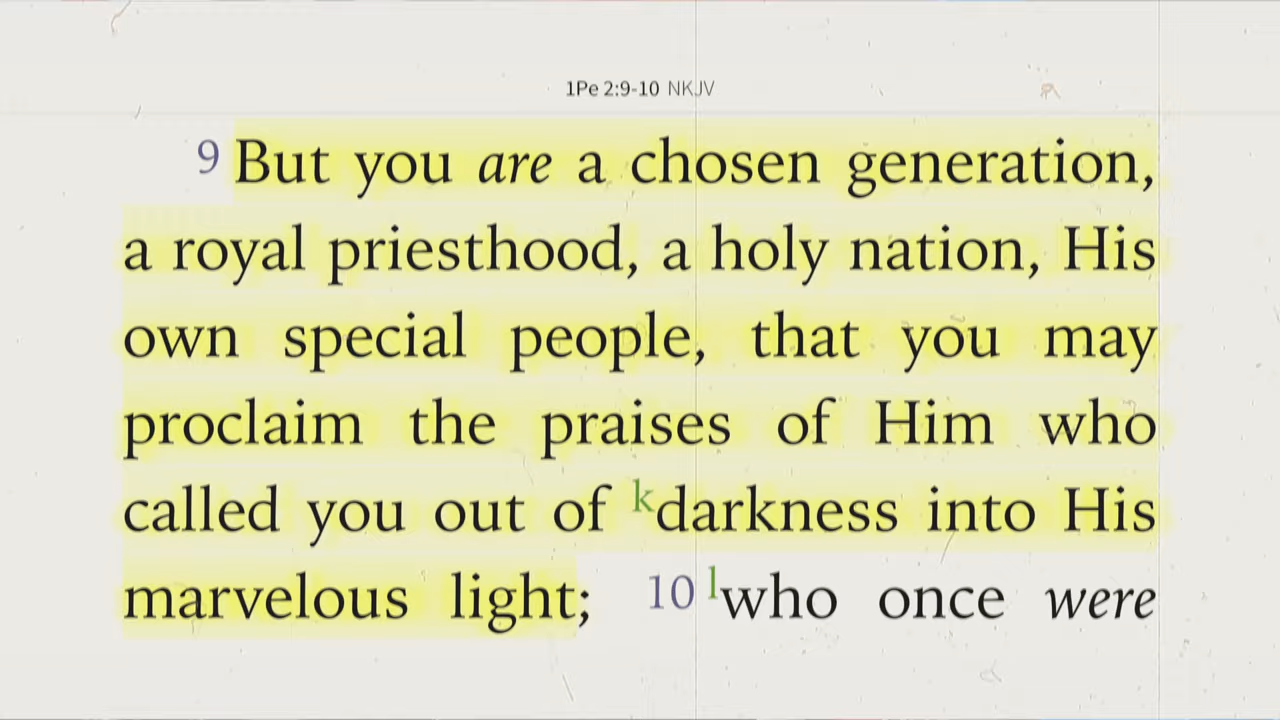 1Pe 2:9-10 NKJV
9 But you are a chosen generation,
a royal priesthood, a holy nation, His
own special people, that you may
proclaim the praises of Him who
called you out of kdarkness into His
marvelous light; 10 lwho once were